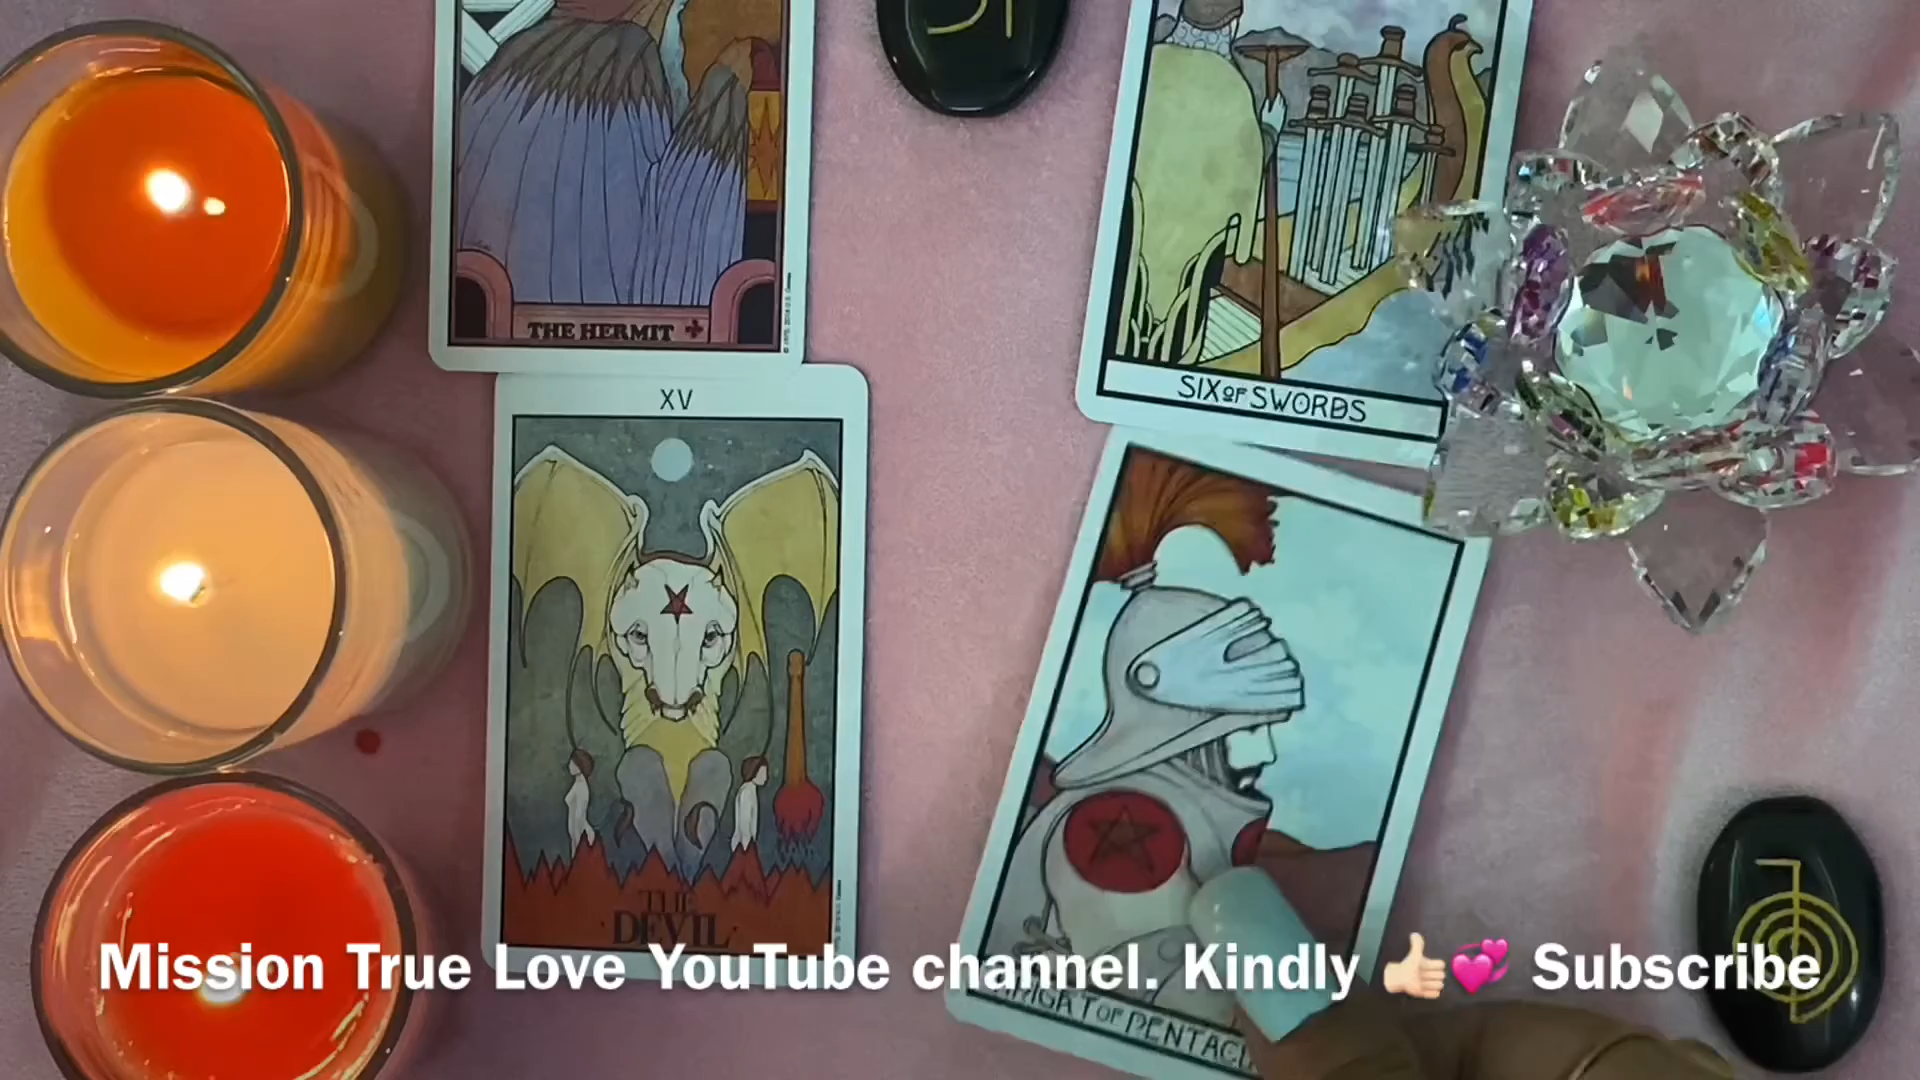 THE HERMIT
SIX OF SWORDS
XV
THE
DEVIL
Mission True Love YouTube channel. Kindly 👍🏻💞 Subscribe